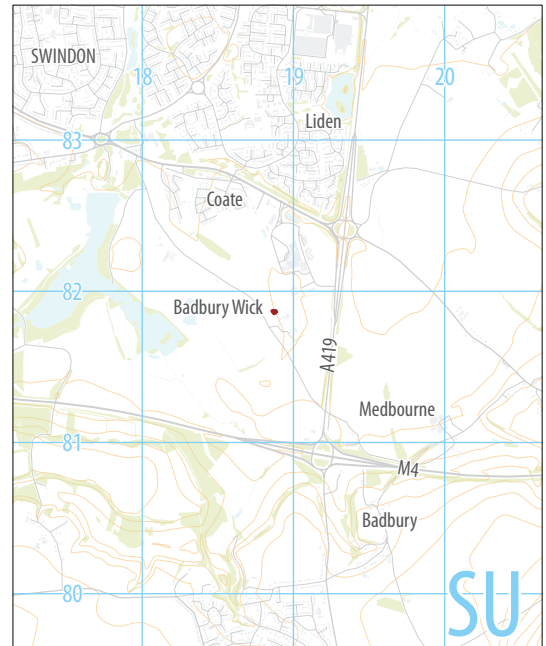 SWINDON
18
19
20
Liden
83
Coate
82
Badbury Wick
A419
Medbourne
81
M4
Badbury
80
SU